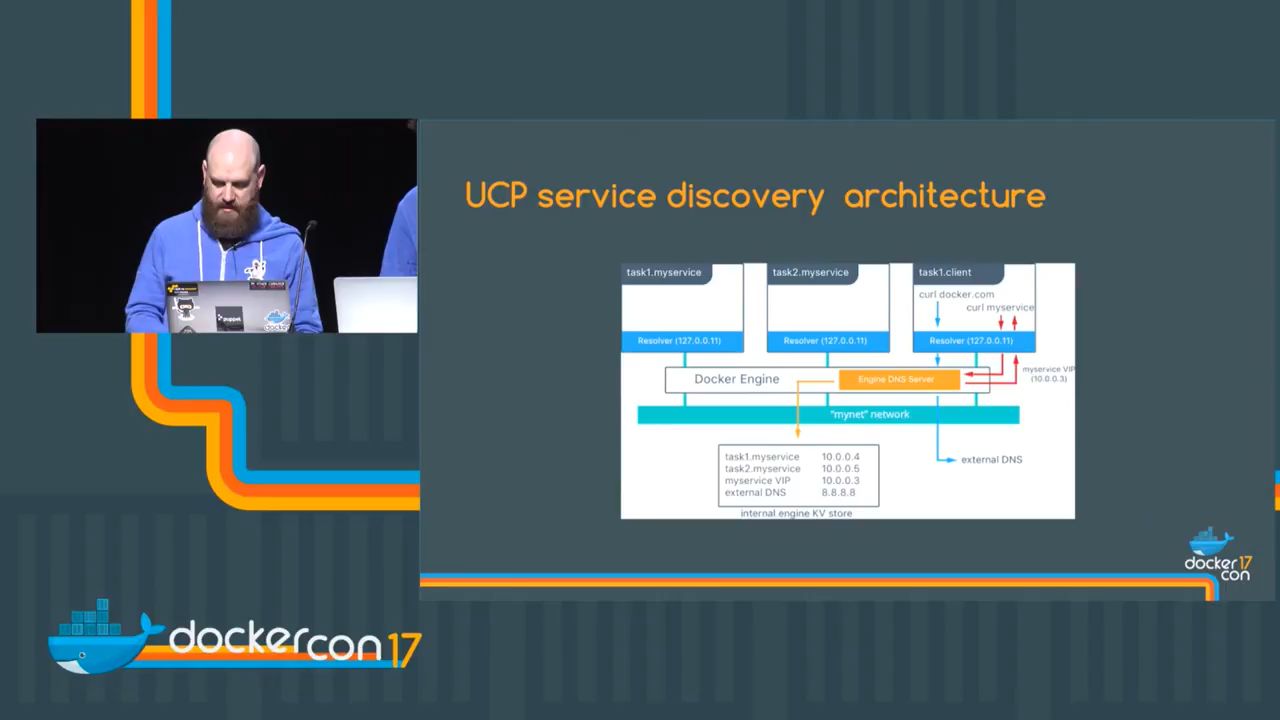 UCP service discovery  architecture
task1.myservice
task2.myservice
task1.client
curl docker.com
curl myservice
Resolver (127.0.0.11)
Resolver (127.0.0.11)
Resolver (127.0.0.11)
myservice VIP
(10.0.0.3)
Docker Engine
Engine DNS Server
"mynet" network
task1.myservice 10.0.0.4
task2.myservice 10.0.0.5
myservice VIP 10.0.0.3
external DNS 8.8.8.8
internal engine KV store
external DNS
puppet
docker
docker 17
con
dockercon 17